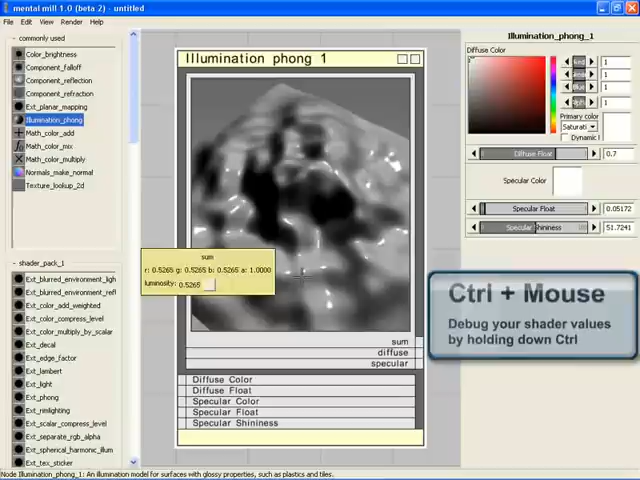 mental mill 1.0 (beta 2) - untitled
File Edit View Render Help
commonly used
Color_brightness
Component_falloff
Component_reflection
Component_refraction
Ext_planar_mapping
Illumination_phong
Math_color_add
Math_color_mix
Math_color_multiply
Normals_make_normal
Texture_lookup_2d
shader_pack_1
Ext_blurred_environment_ligh
Ext_blurred_environment_refl
Ext_color_add_weighted
Ext_color_compress_level
Ext_color_multiply_by_scalar
Ext_decal
Ext_edge_factor
Ext_lambert
Ext_light
Ext_phong
Ext_rimlighting
Ext_scalar_compress_level
Ext_separate_rgb_alpha
Ext_spherical_harmonic_illum
Ext_tex_sticker
Illumination phong 1
sum
r: 0.5265 g: 0.5265 b: 0.5265 a: 1.0000
luminosity: 0.5265
sum
diffuse
specular
Diffuse Color
Diffuse Float
Specular Color
Specular Float
Specular Shininess
Illumination_phong_1
Diffuse Color
1
1
1
1
Primary color
Saturati
Dynamic
Diffuse Float 0.7
Specular Color
Specular Float 0.05172
Specular Shininess 51.7241
Ctrl + Mouse
Debug your shader values
by holding down Ctrl
Node Illumination_phong_1: An illumination model for surfaces with glossy properties, such as plastics and tiles.